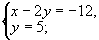 x − 2y = −12,
y = 5;